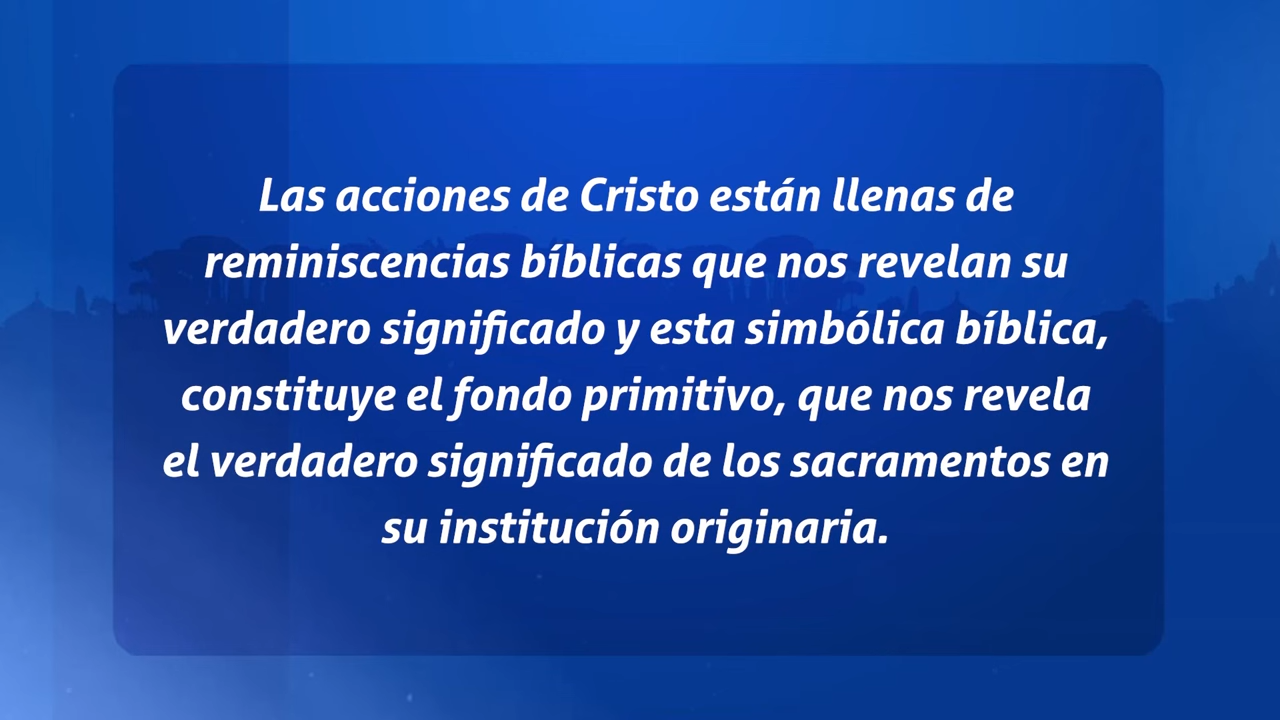 Las acciones de Cristo están llenas de
reminiscencias bíblicas que nos revelan su
verdadero significado y esta simbólica bíblica,
constituye el fondo primitivo, que nos revela
el verdadero significado de los sacramentos en
su institución originaria.